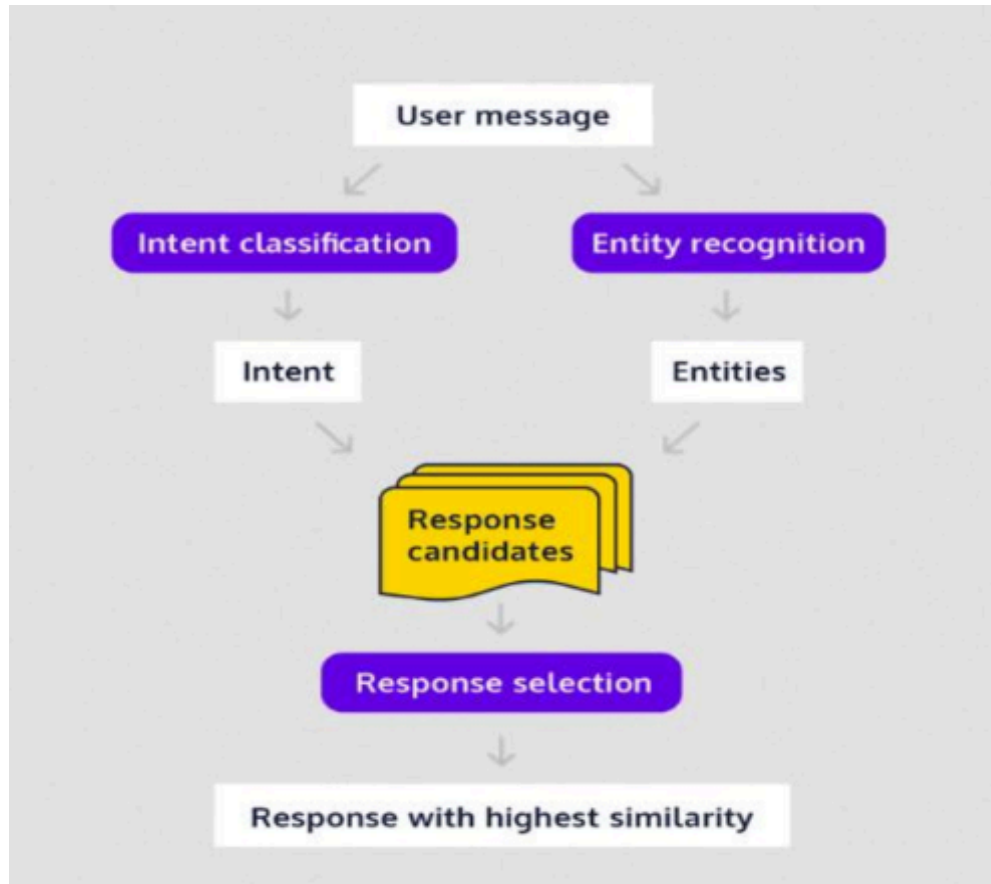 User message
Intent classification
Entity recognition
Intent
Entities
Response
candidates
Response selection
Response with highest similarity